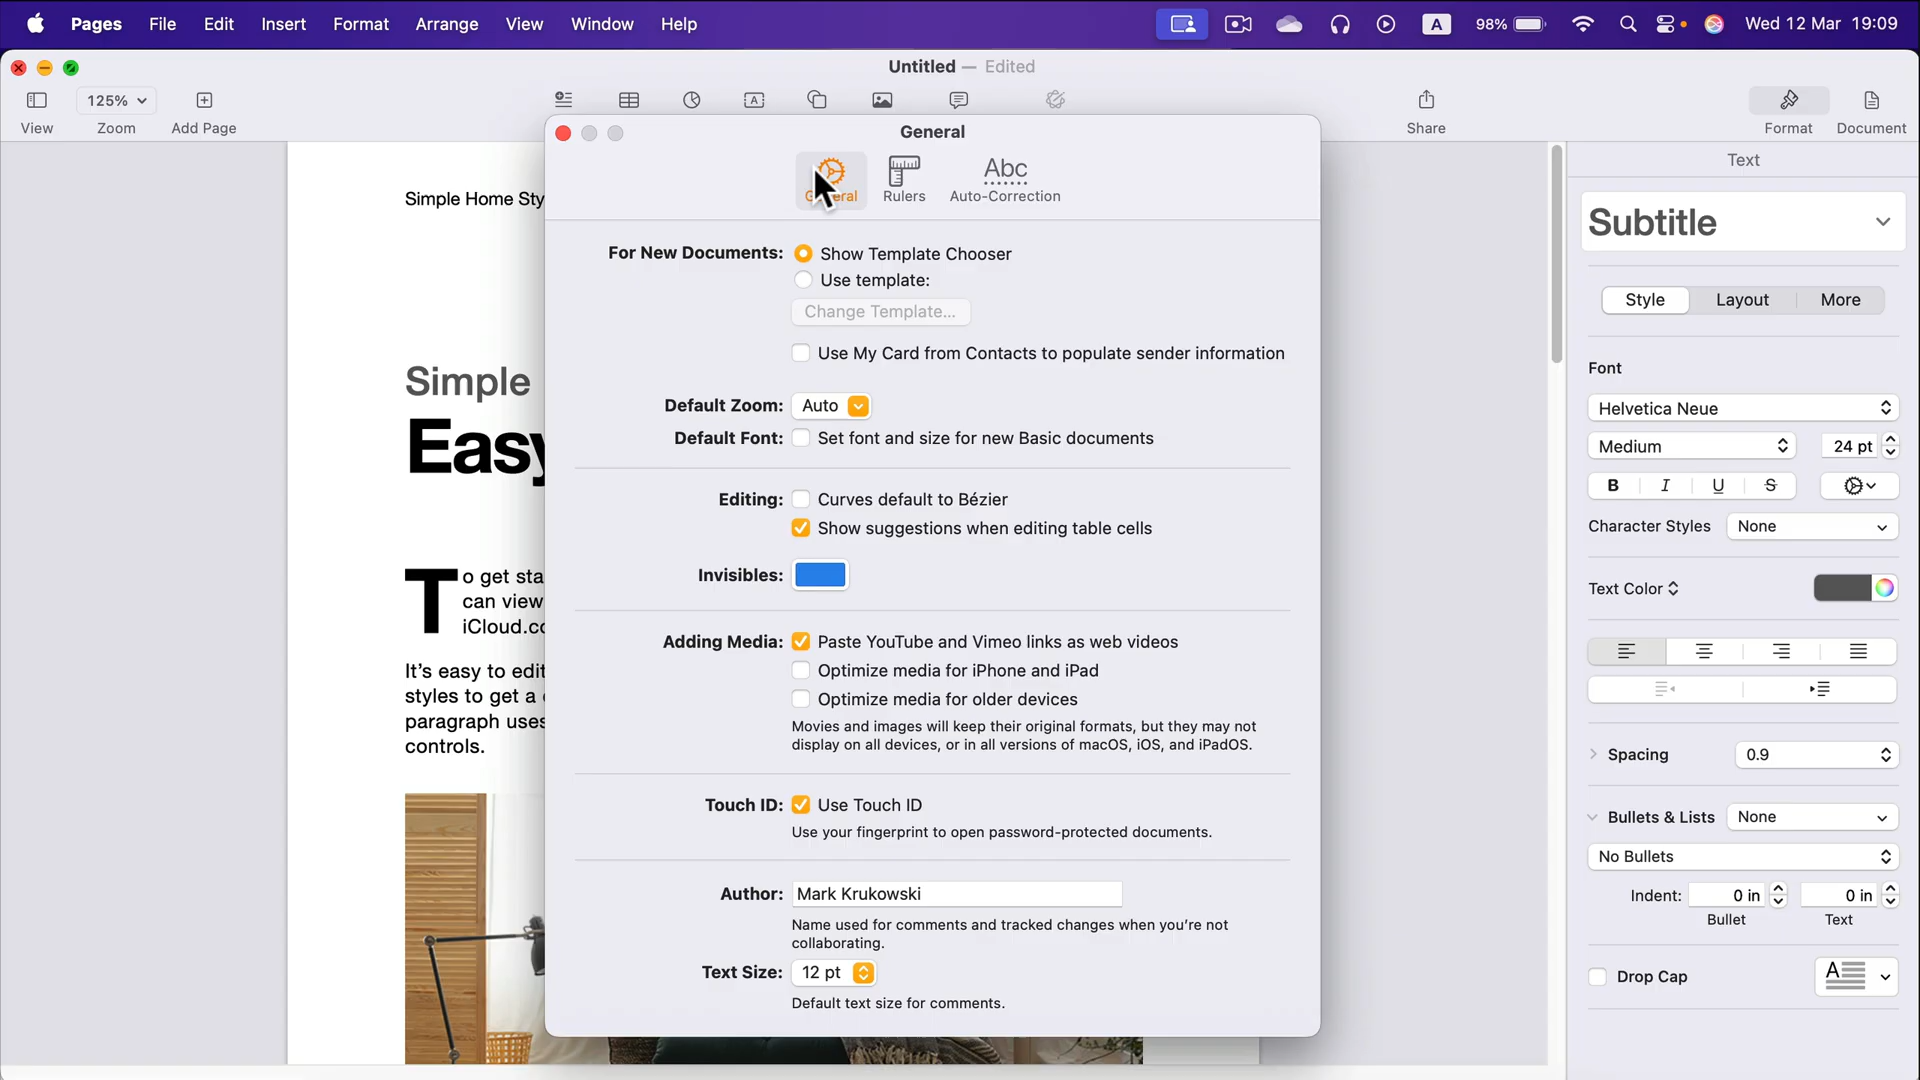 Pages File Edit Insert Format Arrange View Window Help A 98% Wed 12 Mar 19:09
Untitled — Edited
125%
View Zoom Add Page Share Format Document
General
General Rulers Abc Auto-Correction
For New Documents: Show Template Chooser
Use template:
Change Template...
Use My Card from Contacts to populate sender information
Default Zoom: Auto
Default Font: Set font and size for new Basic documents
Editing: Curves default to Bézier
Show suggestions when editing table cells
Invisibles:
Adding Media: Paste YouTube and Vimeo links as web videos
Optimize media for iPhone and iPad
Optimize media for older devices
Movies and images will keep their original formats, but they may not
display on all devices, or in all versions of macOS, iOS, and iPadOS.
Touch ID: Use Touch ID
Use your fingerprint to open password-protected documents.
Author: Mark Krukowski
Name used for comments and tracked changes when you're not
collaborating.
Text Size: 12 pt
Default text size for comments.
Simple Home Sty
Simple
Easy
To get sta
can view
iCloud.co
It's easy to edit
styles to get a
paragraph uses
controls.
Text
Subtitle
Style Layout More
Font
Helvetica Neue
Medium 24 pt
B I U S
Character Styles None
Text Color
Spacing 0.9
Bullets & Lists None
No Bullets
Indent: 0 in 0 in
Bullet Text
Drop Cap A